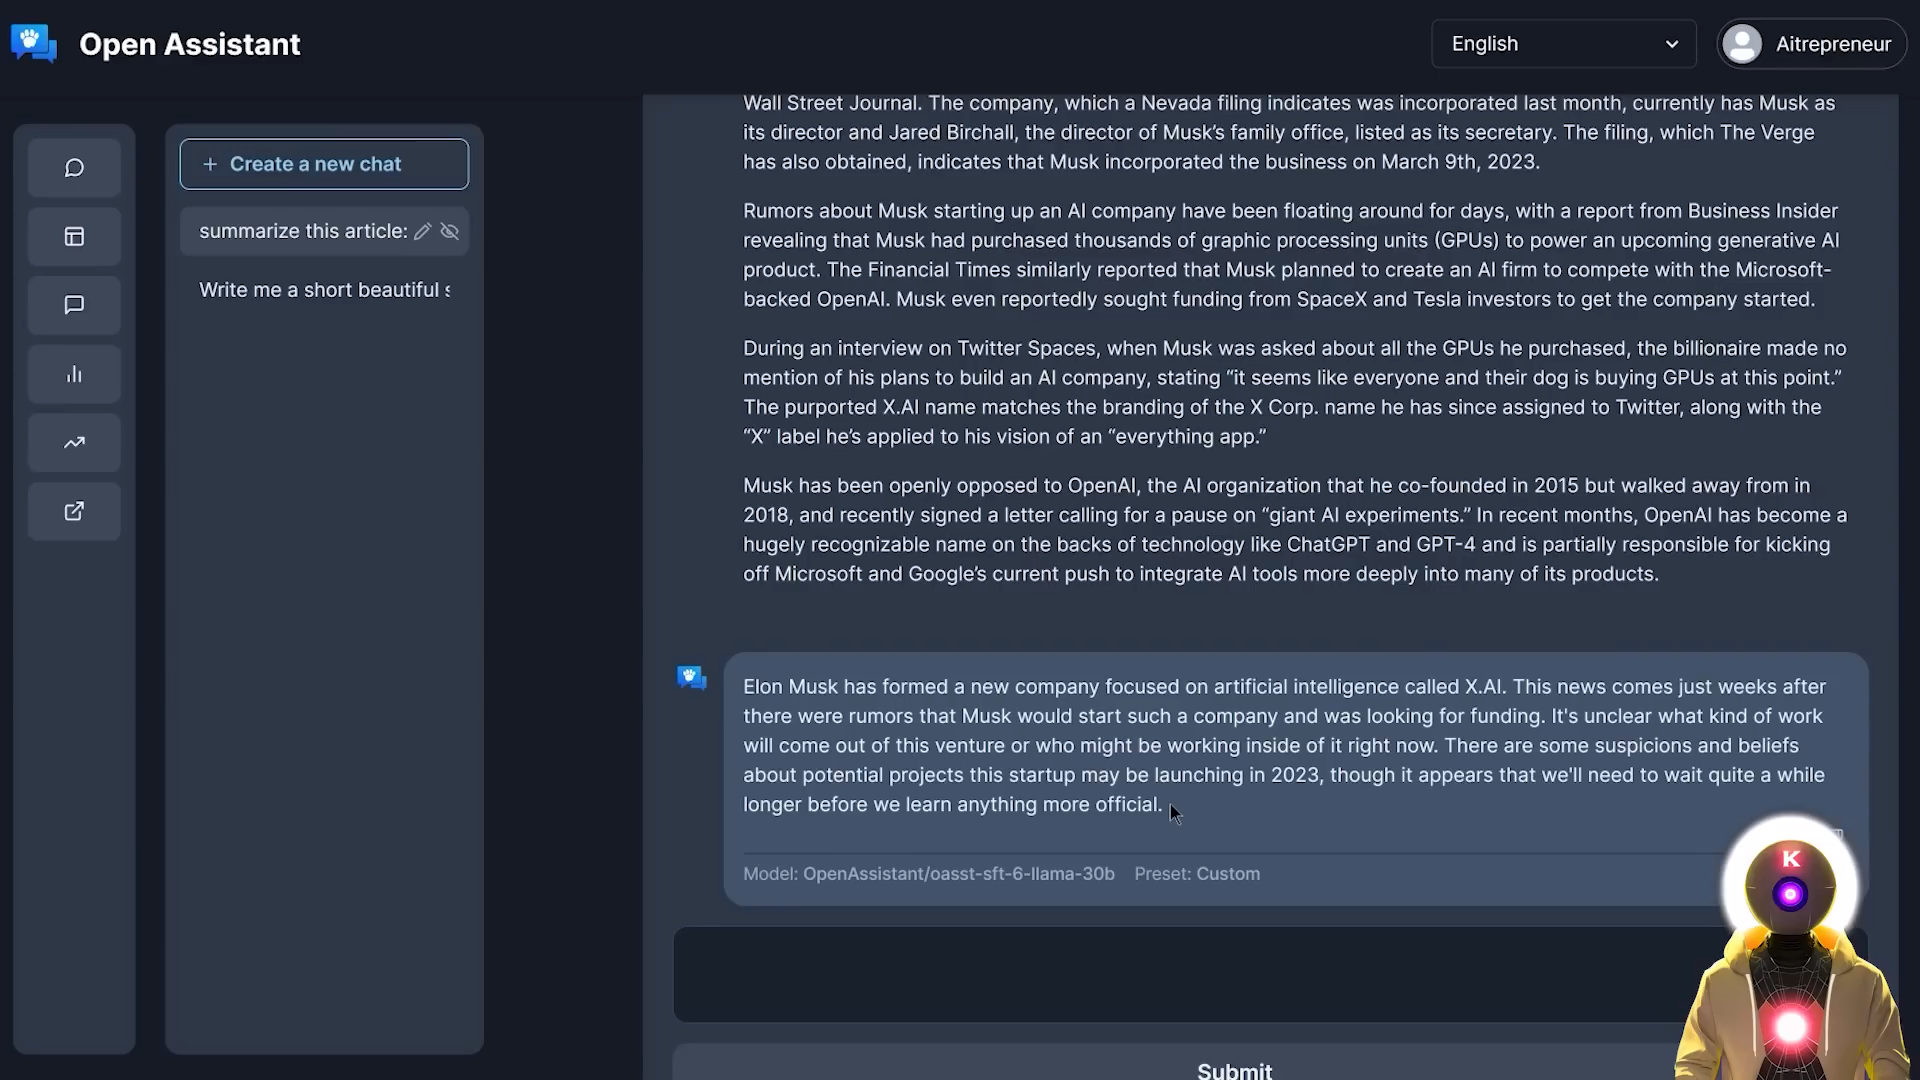 Open Assistant
English
Aitrepreneur
+ Create a new chat
summarize this article:
Write me a short beautiful s
Wall Street Journal. The company, which a Nevada filing indicates was incorporated last month, currently has Musk as
its director and Jared Birchall, the director of Musk’s family office, listed as its secretary. The filing, which The Verge
has also obtained, indicates that Musk incorporated the business on March 9th, 2023.
Rumors about Musk starting up an AI company have been floating around for days, with a report from Business Insider
revealing that Musk had purchased thousands of graphic processing units (GPUs) to power an upcoming generative AI
product. The Financial Times similarly reported that Musk planned to create an AI firm to compete with the Microsoft-
backed OpenAI. Musk even reportedly sought funding from SpaceX and Tesla investors to get the company started.
During an interview on Twitter Spaces, when Musk was asked about all the GPUs he purchased, the billionaire made no
mention of his plans to build an AI company, stating “it seems like everyone and their dog is buying GPUs at this point.”
The purported X.AI name matches the branding of the X Corp. name he has since assigned to Twitter, along with the
“X” label he’s applied to his vision of an “everything app.”
Musk has been openly opposed to OpenAI, the AI organization that he co-founded in 2015 but walked away from in
2018, and recently signed a letter calling for a pause on “giant AI experiments.” In recent months, OpenAI has become a
hugely recognizable name on the backs of technology like ChatGPT and GPT-4 and is partially responsible for kicking
off Microsoft and Google’s current push to integrate AI tools more deeply into many of its products.
Elon Musk has formed a new company focused on artificial intelligence called X.AI. This news comes just weeks after
there were rumors that Musk would start such a company and was looking for funding. It's unclear what kind of work
will come out of this venture or who might be working inside of it right now. There are some suspicions and beliefs
about potential projects this startup may be launching in 2023, though it appears that we'll need to wait quite a while
longer before we learn anything more official.
Model: OpenAssistant/oasst-sft-6-llama-30b Preset: Custom
K
Submit